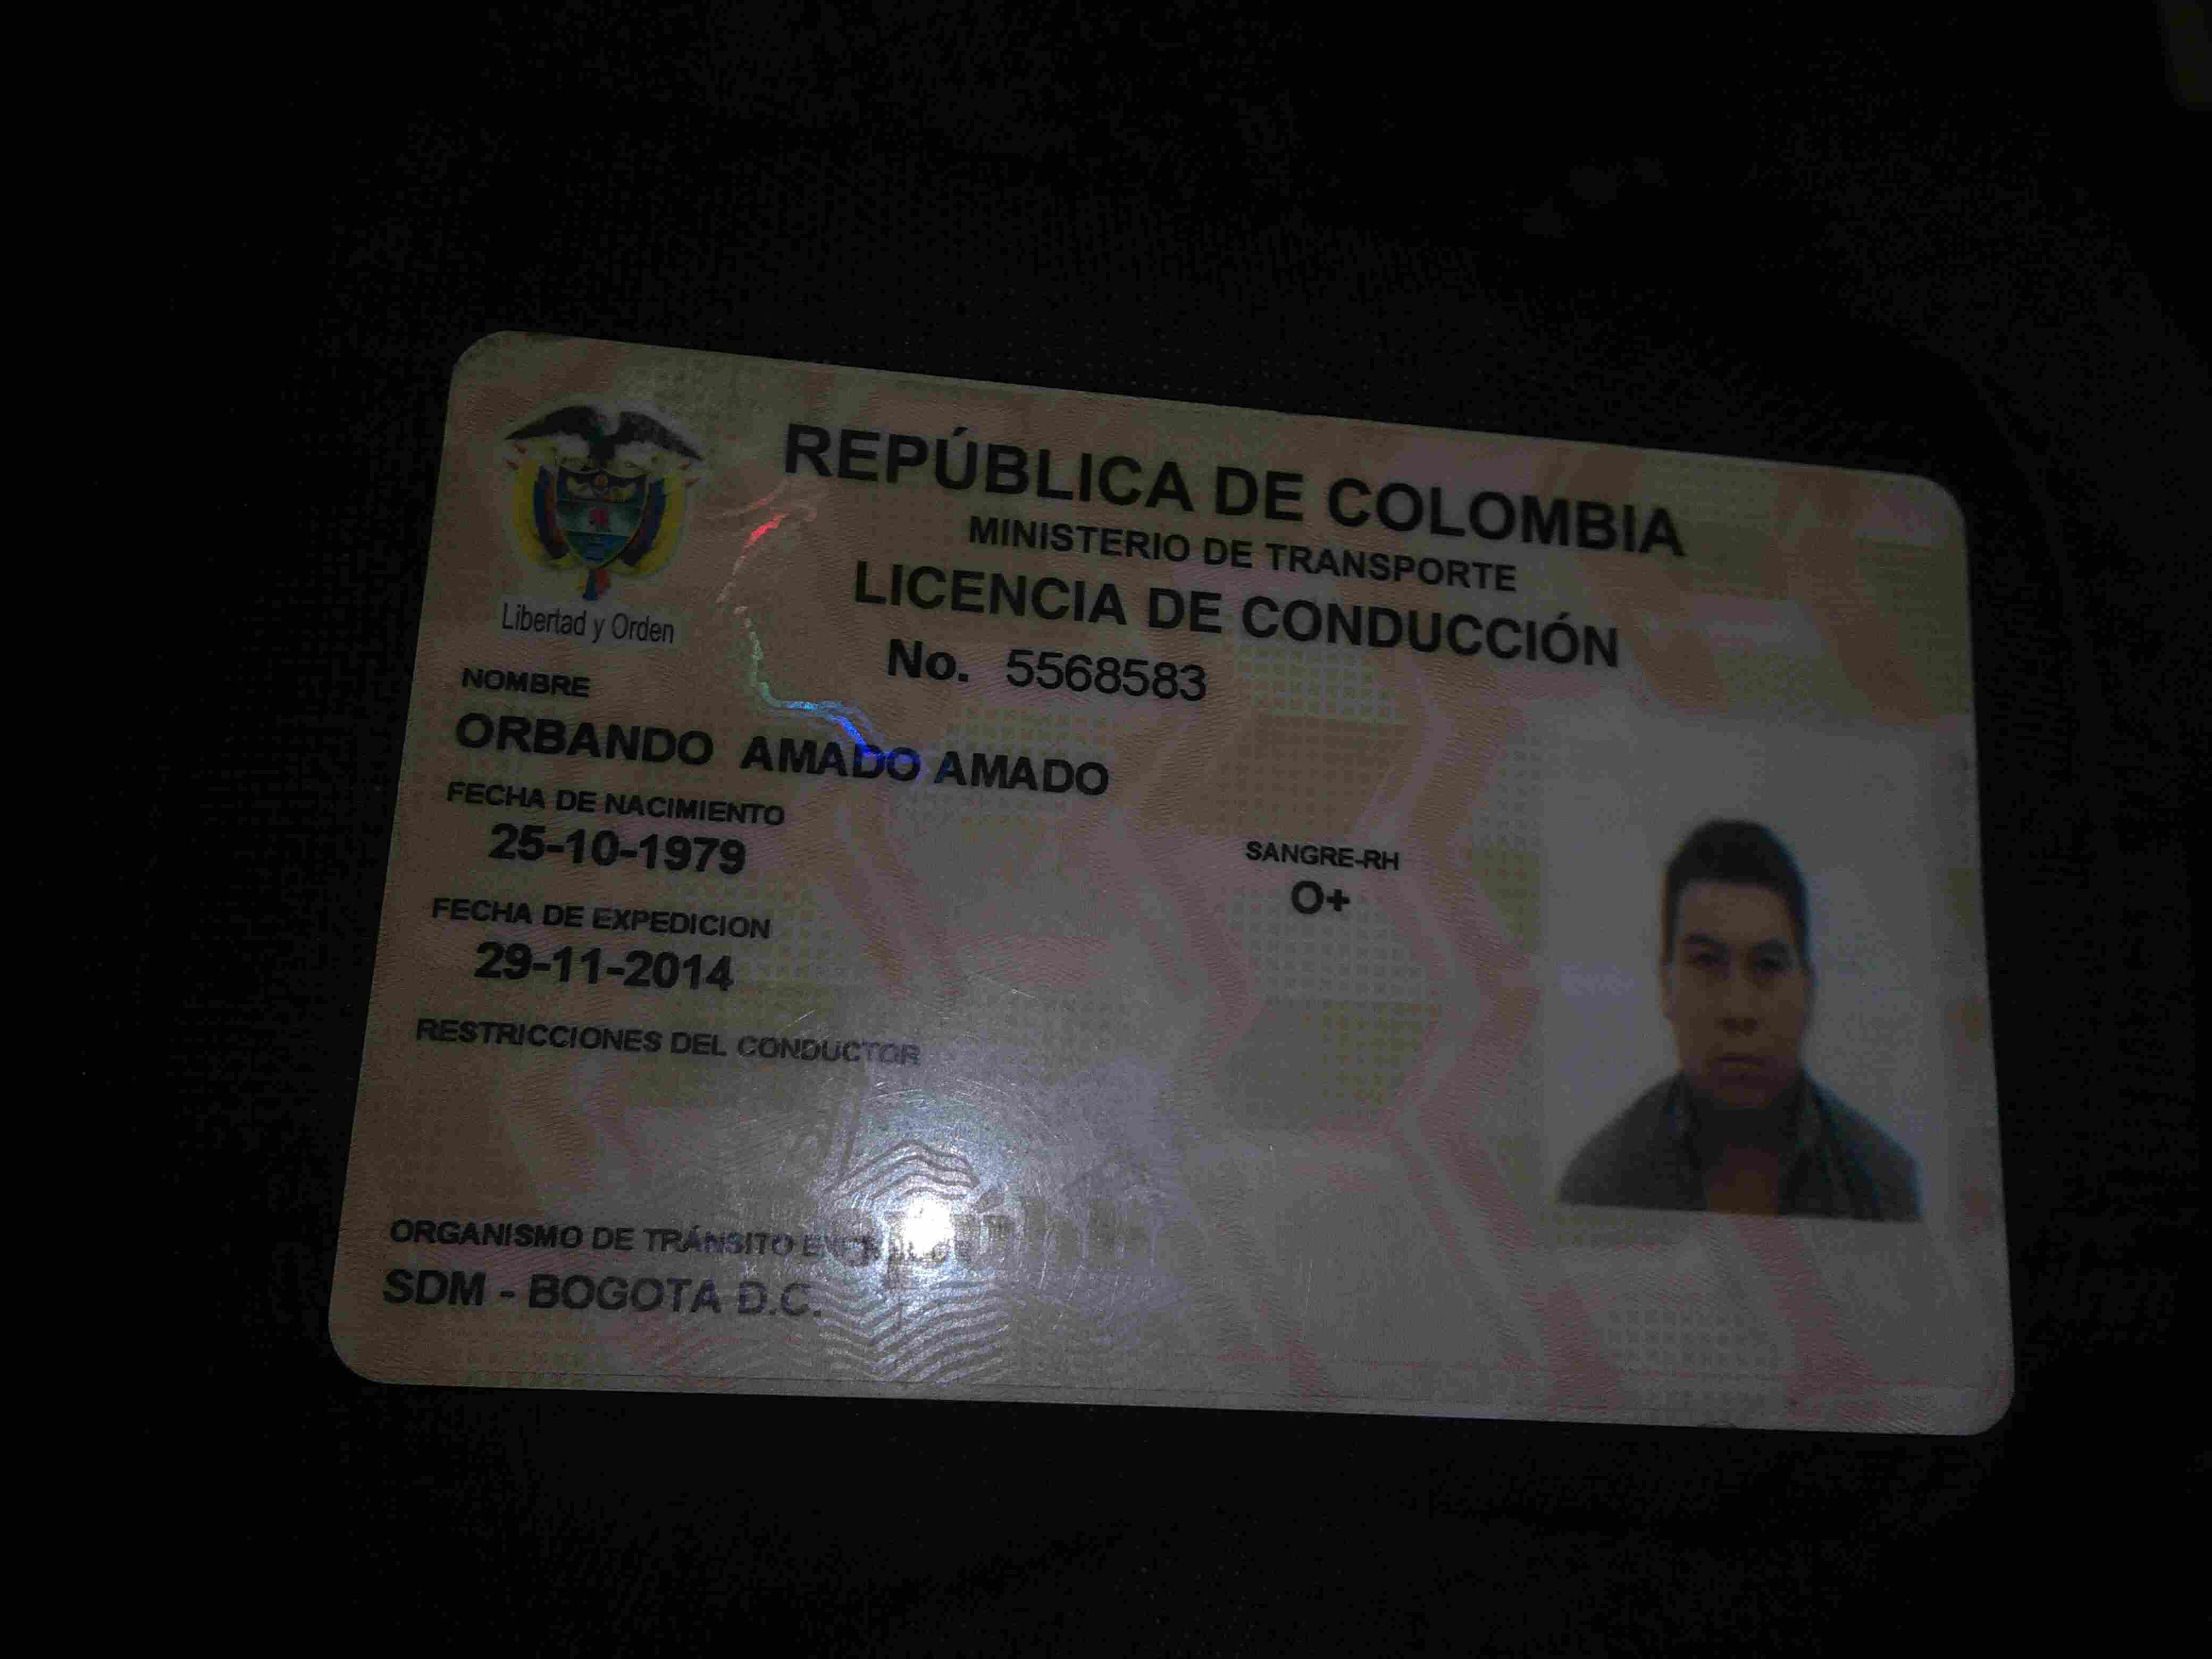 REPÚBLICA DE COLOMBIA
MINISTERIO DE TRANSPORTE
LICENCIA DE CONDUCCIÓN
No. 5568583
Libertad y Orden
NOMBRE
ORBANDO AMADO AMADO
FECHA DE NACIMIENTO
25-10-1979
SANGRE-RH
O+
FECHA DE EXPEDICION
29-11-2014
RESTRICCIONES DEL CONDUCTOR
ORGANISMO DE TRÁNSITO
SDM - BOGOTA D.C.